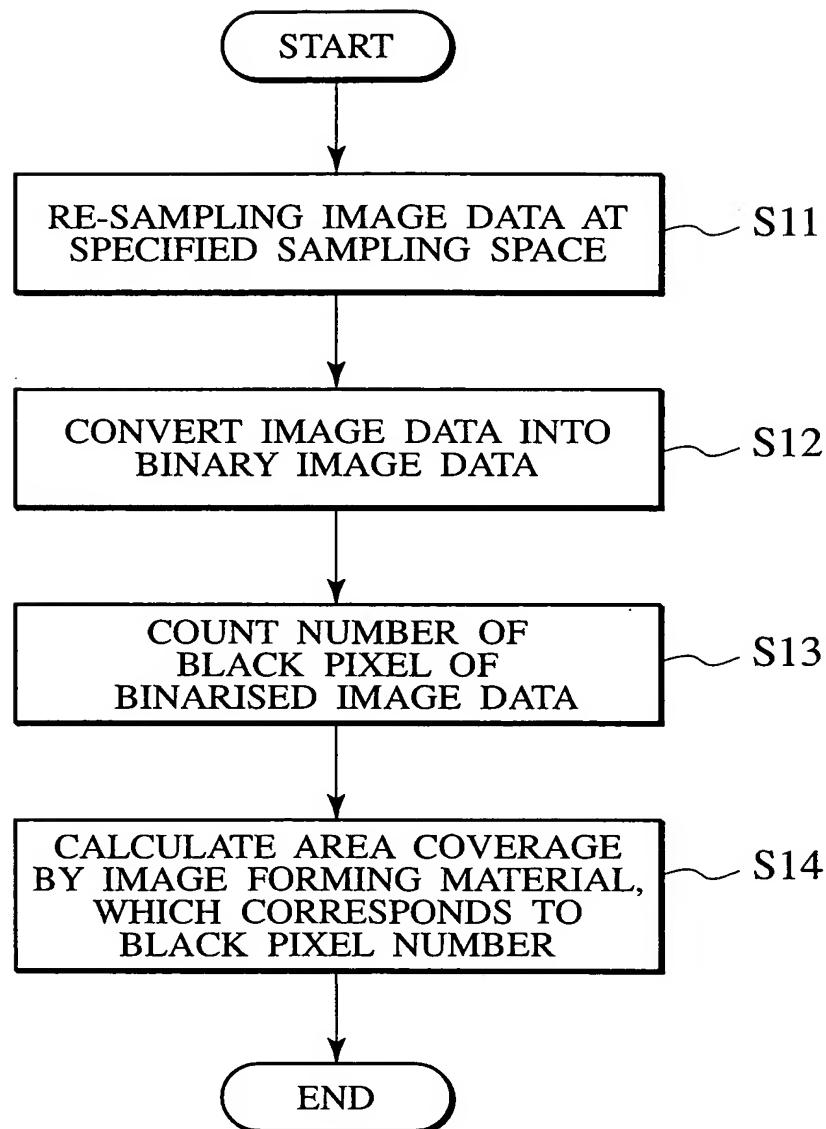 START
RE-SAMPLING IMAGE DATA AT
SPECIFIED SAMPLING SPACE
S11
CONVERT IMAGE DATA INTO
BINARY IMAGE DATA
S12
COUNT NUMBER OF
BLACK PIXEL OF
BINARISED IMAGE DATA
S13
CALCULATE AREA COVERAGE
BY IMAGE FORMING MATERIAL,
WHICH CORRESPONDS TO
BLACK PIXEL NUMBER
S14
END